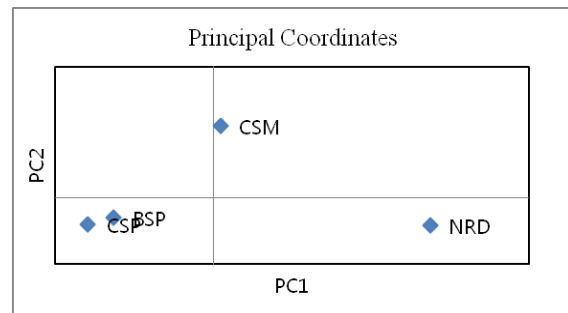 Principal Coordinates
PC2
CSM
BSP
CSP
NRD
PC1